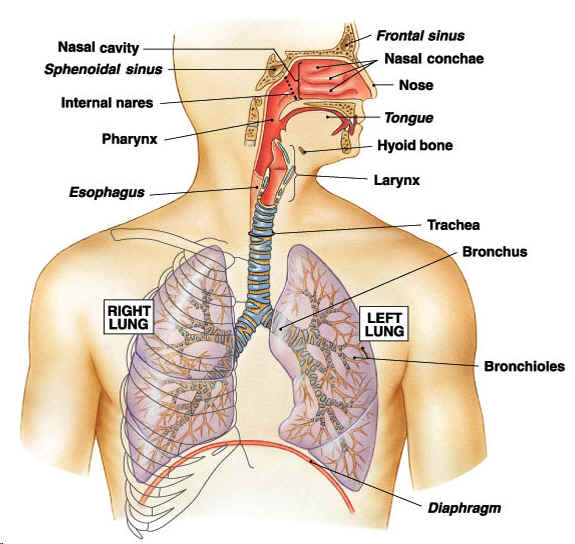 Frontal sinus
Nasal cavity
Nasal conchae
Sphenoidal sinus
Nose
Internal nares
Tongue
Pharynx
Hyoid bone
Larynx
Esophagus
Trachea
Bronchus
RIGHT
LUNG
LEFT
LUNG
Bronchioles
Diaphragm